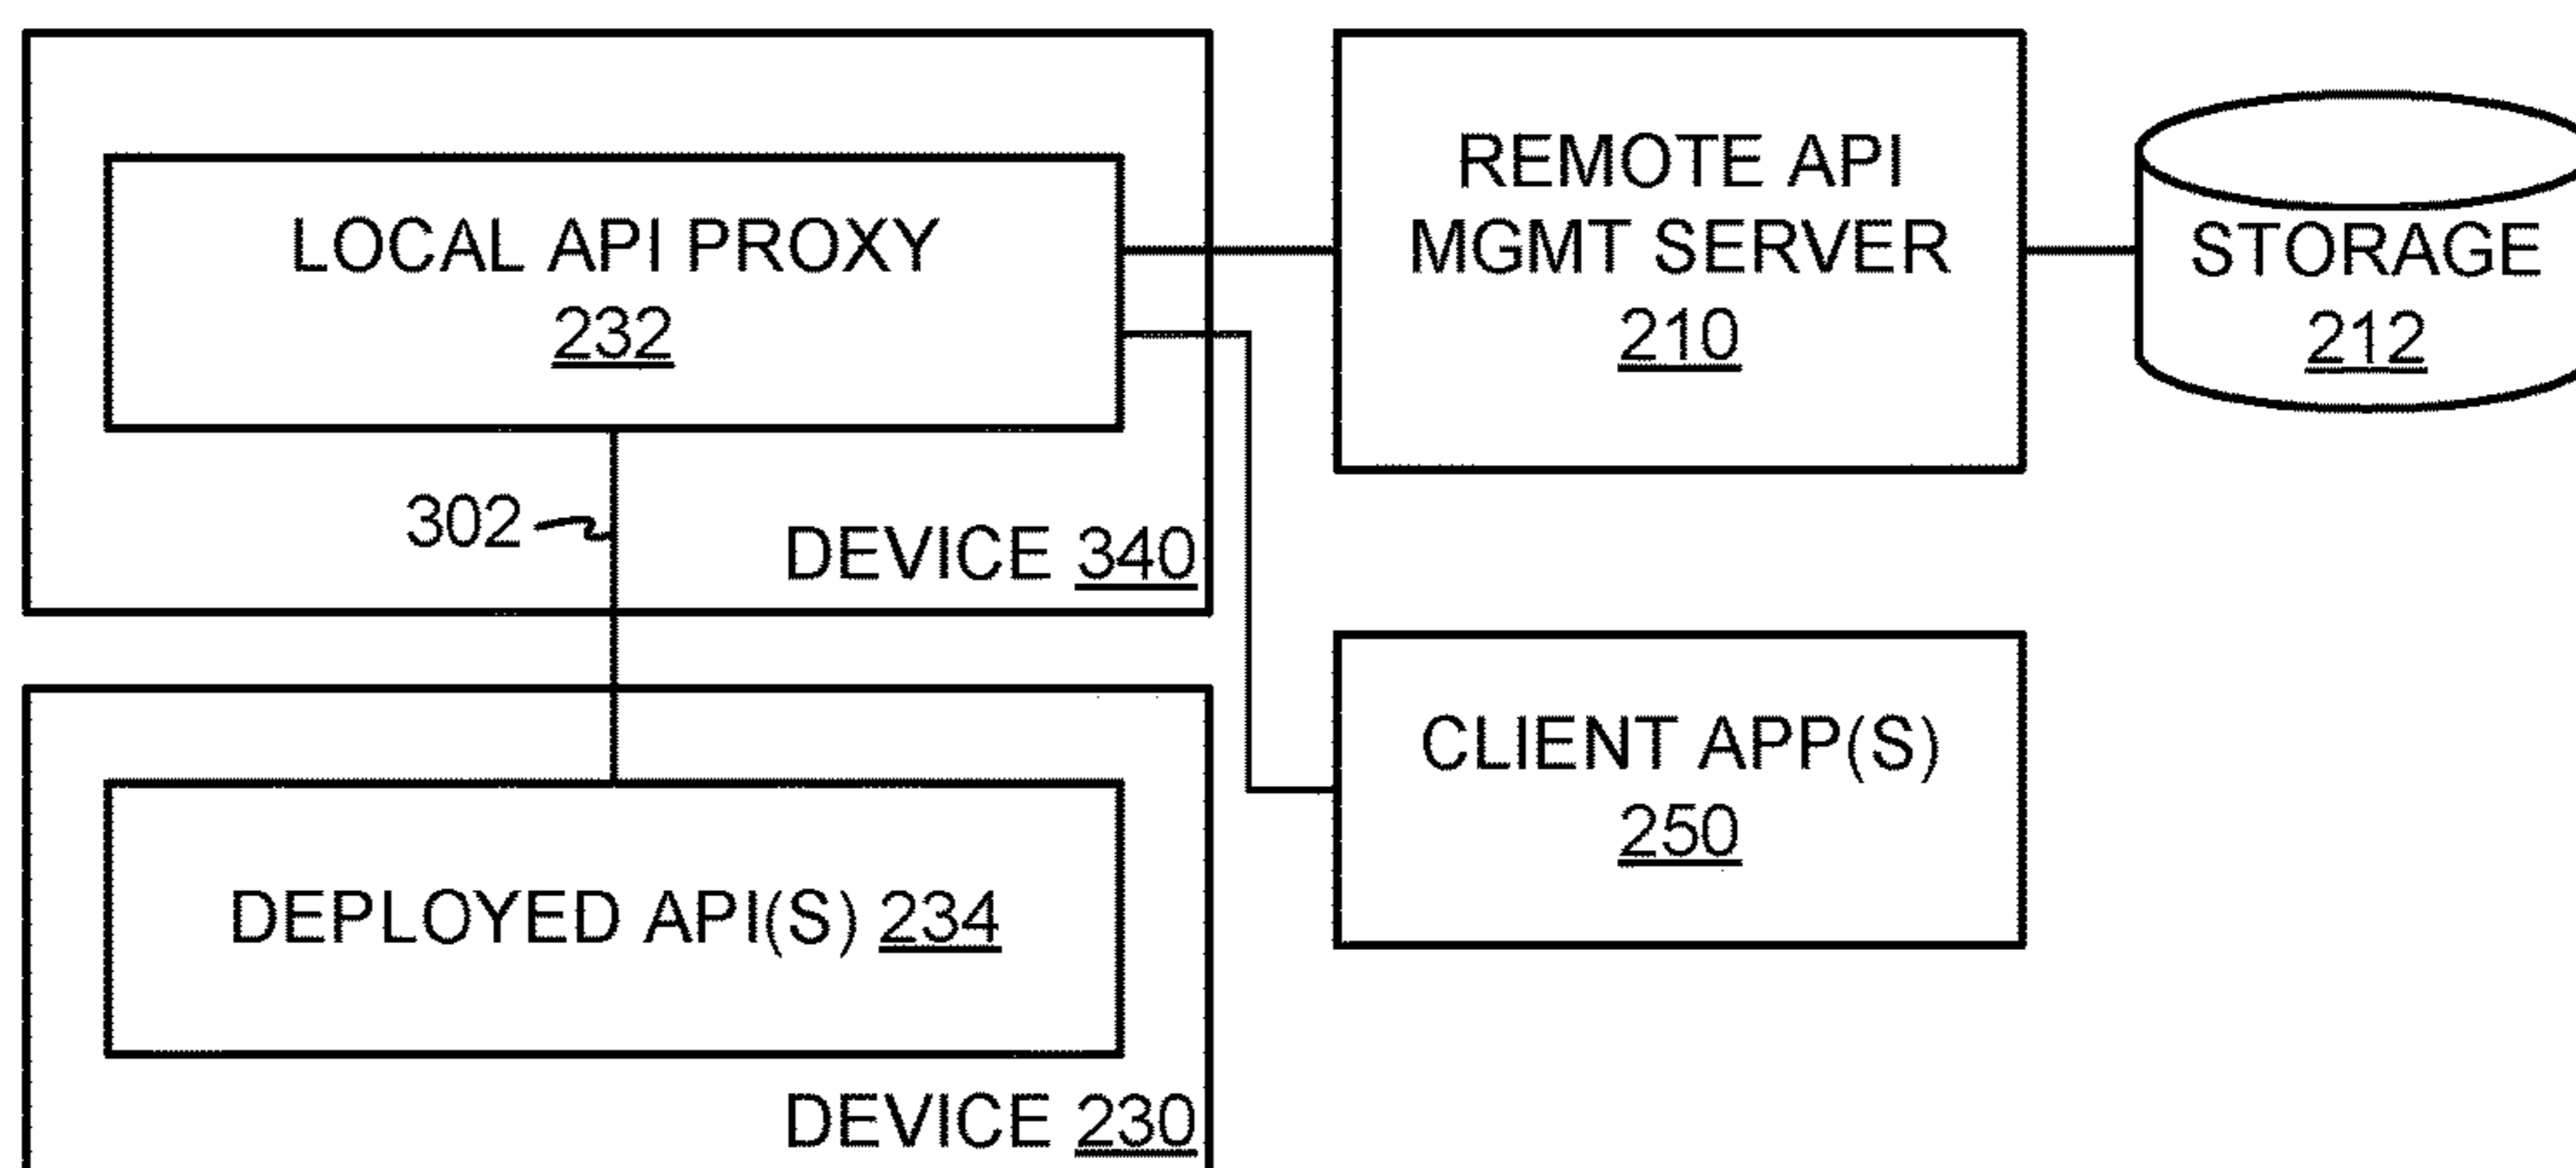 LOCAL API PROXY
232
302
DEVICE 340
REMOTE API
MGMT SERVER
210
STORAGE
212
CLIENT APP(S)
250
DEPLOYED API(S) 234
DEVICE 230